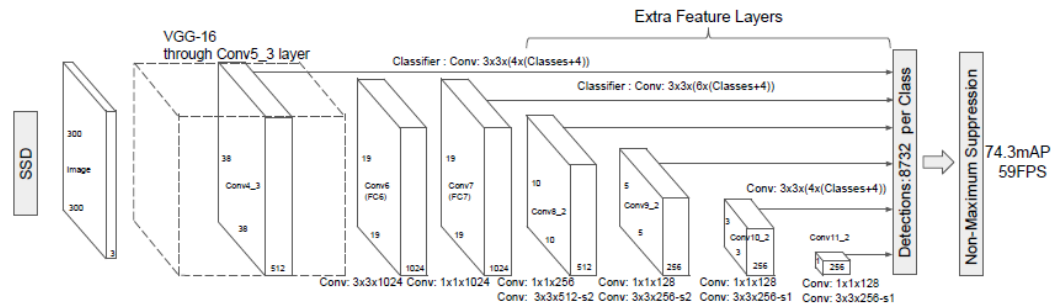 Extra Feature Layers
VGG-16
through Conv5_3 layer
Classifier : Conv: 3x3x(4x(Classes+4))
Classifier : Conv: 3x3x(6x(Classes+4))
SSD
300
Image
300
3
38
Conv4_3
38
512
19
Conv6
(FC6)
19
1024
19
Conv7
(FC7)
19
1024
10
Conv8_2
10
512
5
Conv9_2
5
256
Conv: 3x3x(4x(Classes+4))
3
Conv10_2
3
256
Conv11_2
1
256
Detections:8732 per Class
Non-Maximum Suppression
74.3mAP
59FPS
Conv: 3x3x1024
Conv: 1x1x1024
Conv: 1x1x256
Conv: 3x3x512-s2
Conv: 1x1x128
Conv: 3x3x256-s2
Conv: 1x1x128
Conv: 3x3x256-s1
Conv: 1x1x128
Conv: 3x3x256-s1